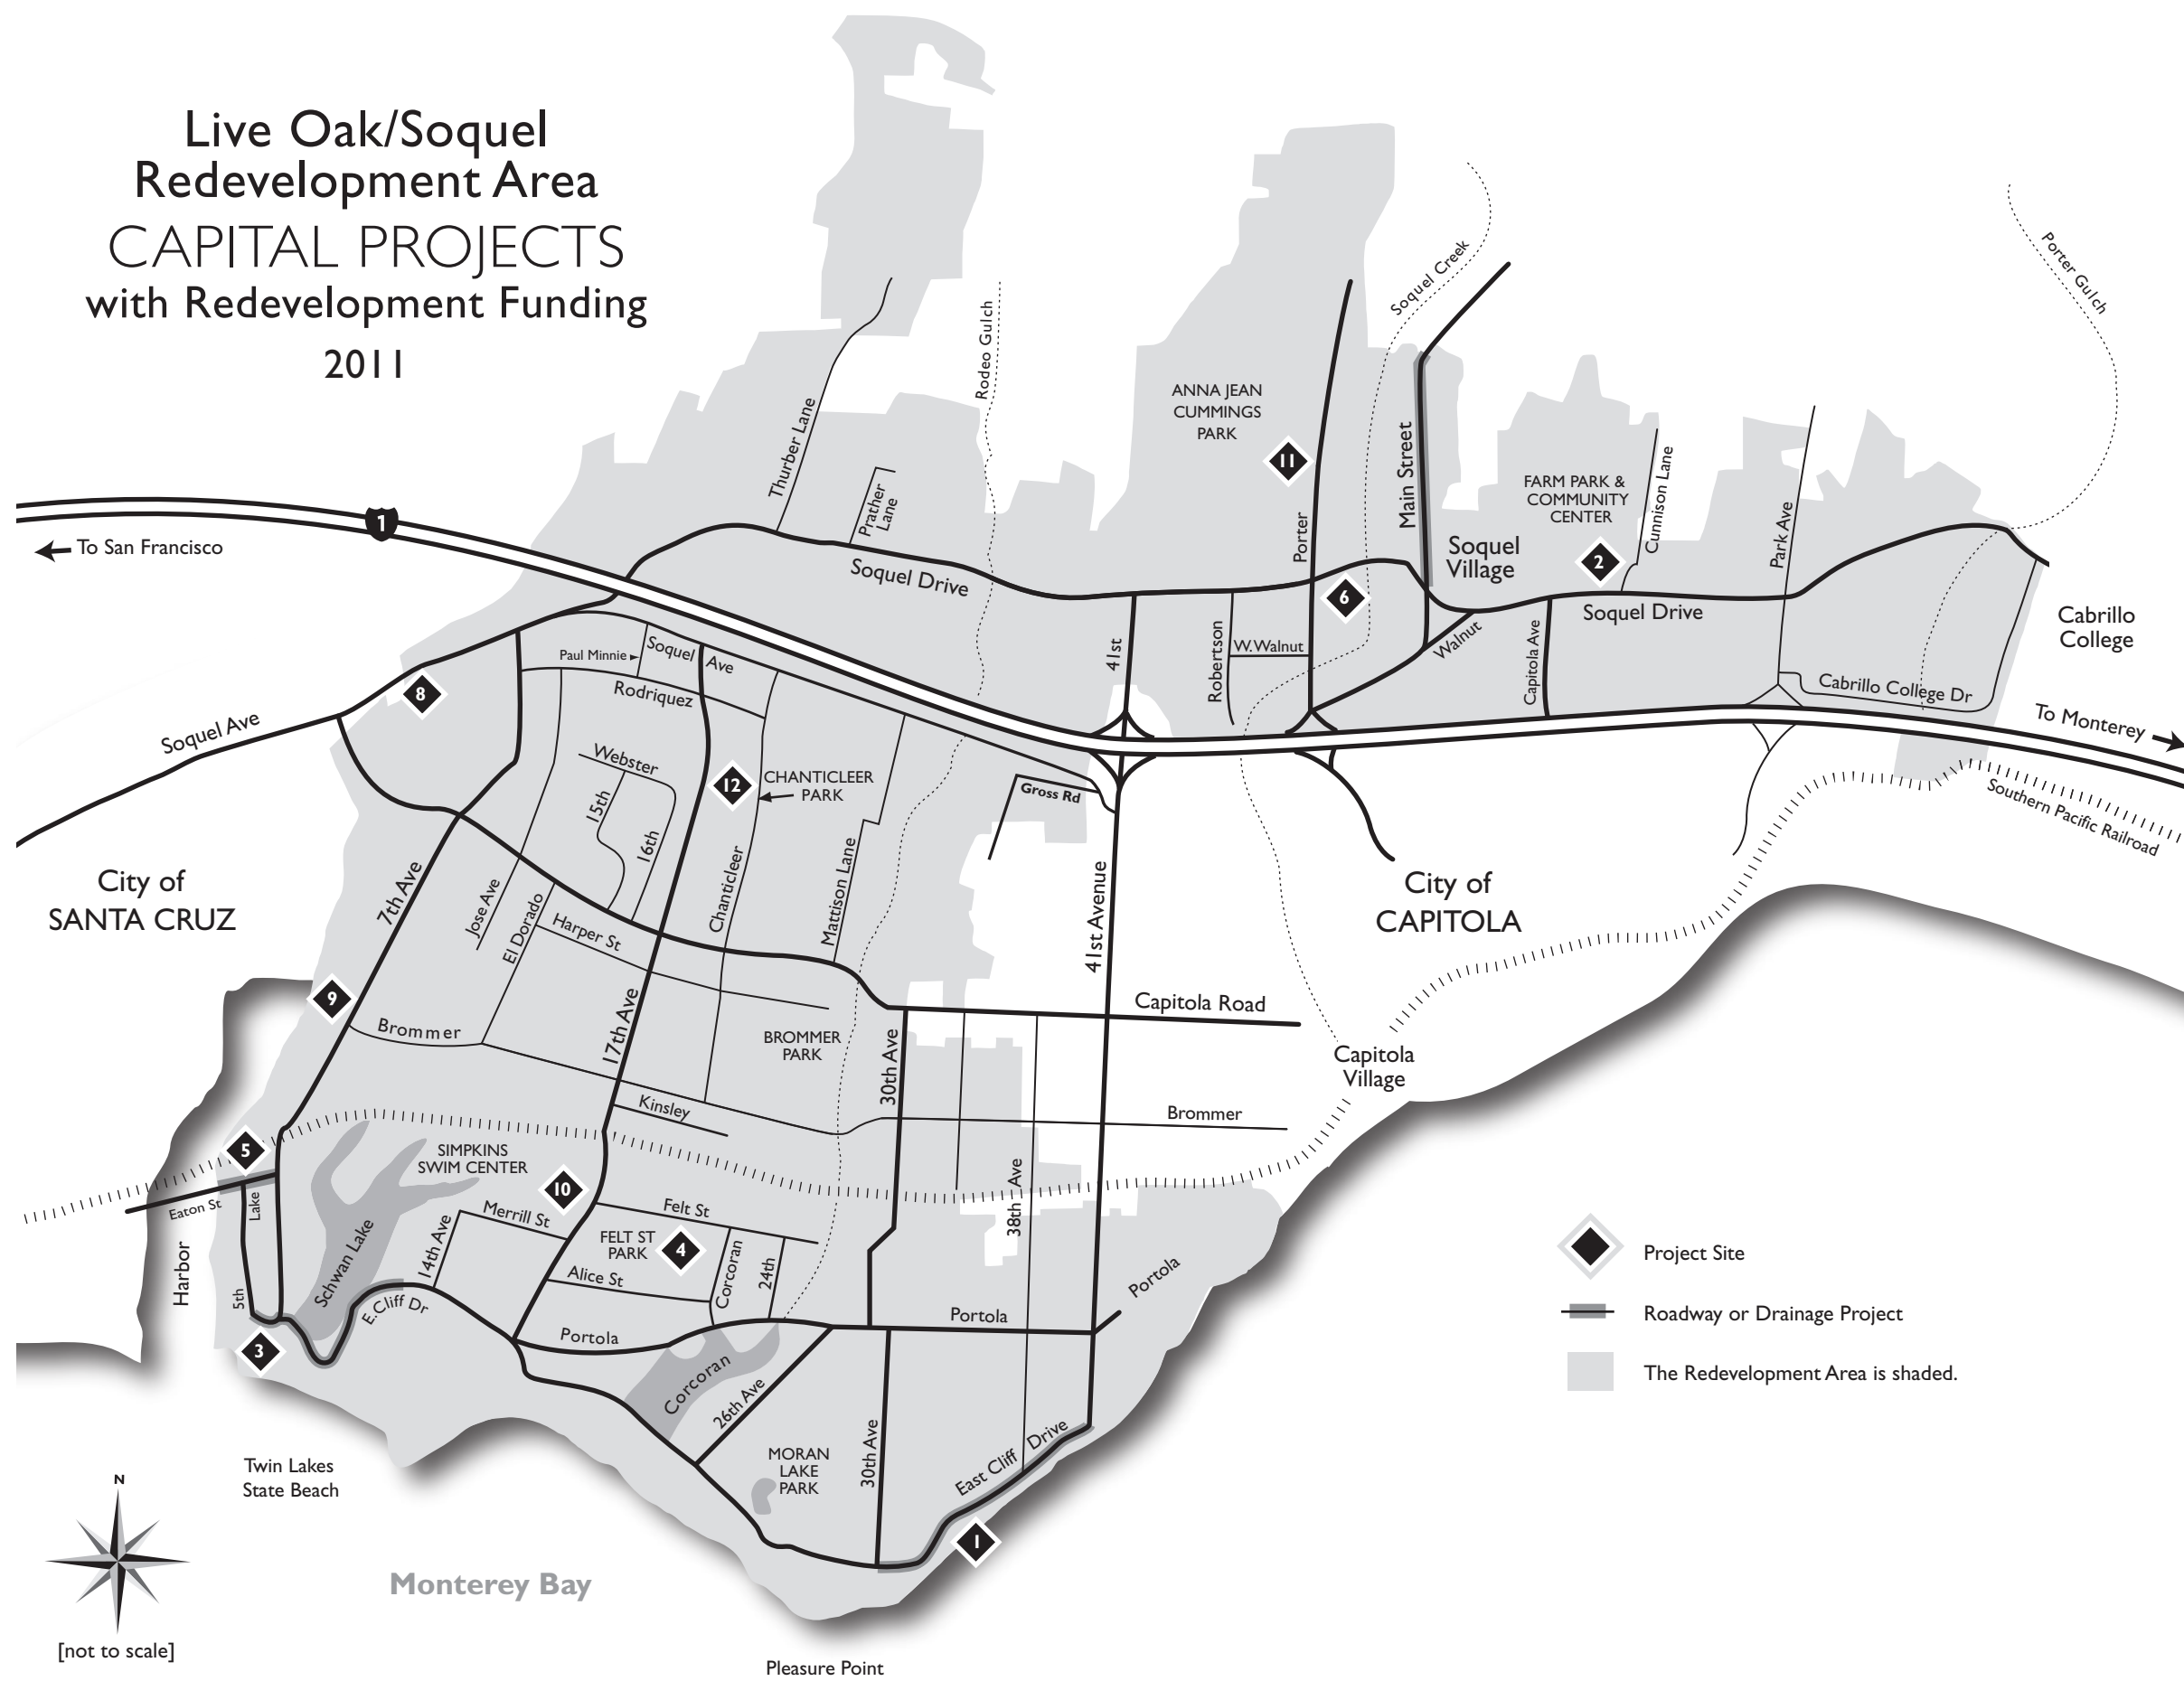 Live Oak/Soquel
Redevelopment Area
CAPITAL PROJECTS
with Redevelopment Funding
2011
Rodeo Gulch
Soquel Creek
Porter Gulch
ANNA JEAN
CUMMINGS
PARK
11
Thurber Lane
Prather
Lane
Main Street
Porter
FARM PARK &
COMMUNITY
CENTER
Cunnison Lane
Park Ave
1
To San Francisco
Soquel Drive
Soquel
Village
2
6
Soquel Drive
Cabrillo
College
41st
Robertson
W. Walnut
Walnut
Capitola Ave
Cabrillo College Dr
To Monterey
Paul Minnie
Soquel Ave
Rodriquez
8
Soquel Ave
Webster
15th
16th
12
CHANTICLEER
PARK
Gross Rd
Southern Pacific Railroad
City of
SANTA CRUZ
7th Ave
Jose Ave
El Dorado
Harper St
Chanticleer
Mattison Lane
41st Avenue
City of
CAPITOLA
9
Brommer
17th Ave
BROMMER
PARK
30th Ave
Capitola Road
Capitola
Village
Kinsley
Brommer
5
SIMPKINS
SWIM CENTER
10
Eaton St
Lake
Merrill St
14th Ave
Felt St
FELT ST
PARK
4
Corcoran
24th
Alice St
38th Ave
Harbor
5th
Schwan Lake
E. Cliff Dr
Portola
Portola
Portola
3
Corcoran
26th Ave
MORAN
LAKE
PARK
30th Ave
East Cliff Drive
1
Project Site
Roadway or Drainage Project
The Redevelopment Area is shaded.
Twin Lakes
State Beach
N
[not to scale]
Monterey Bay
Pleasure Point